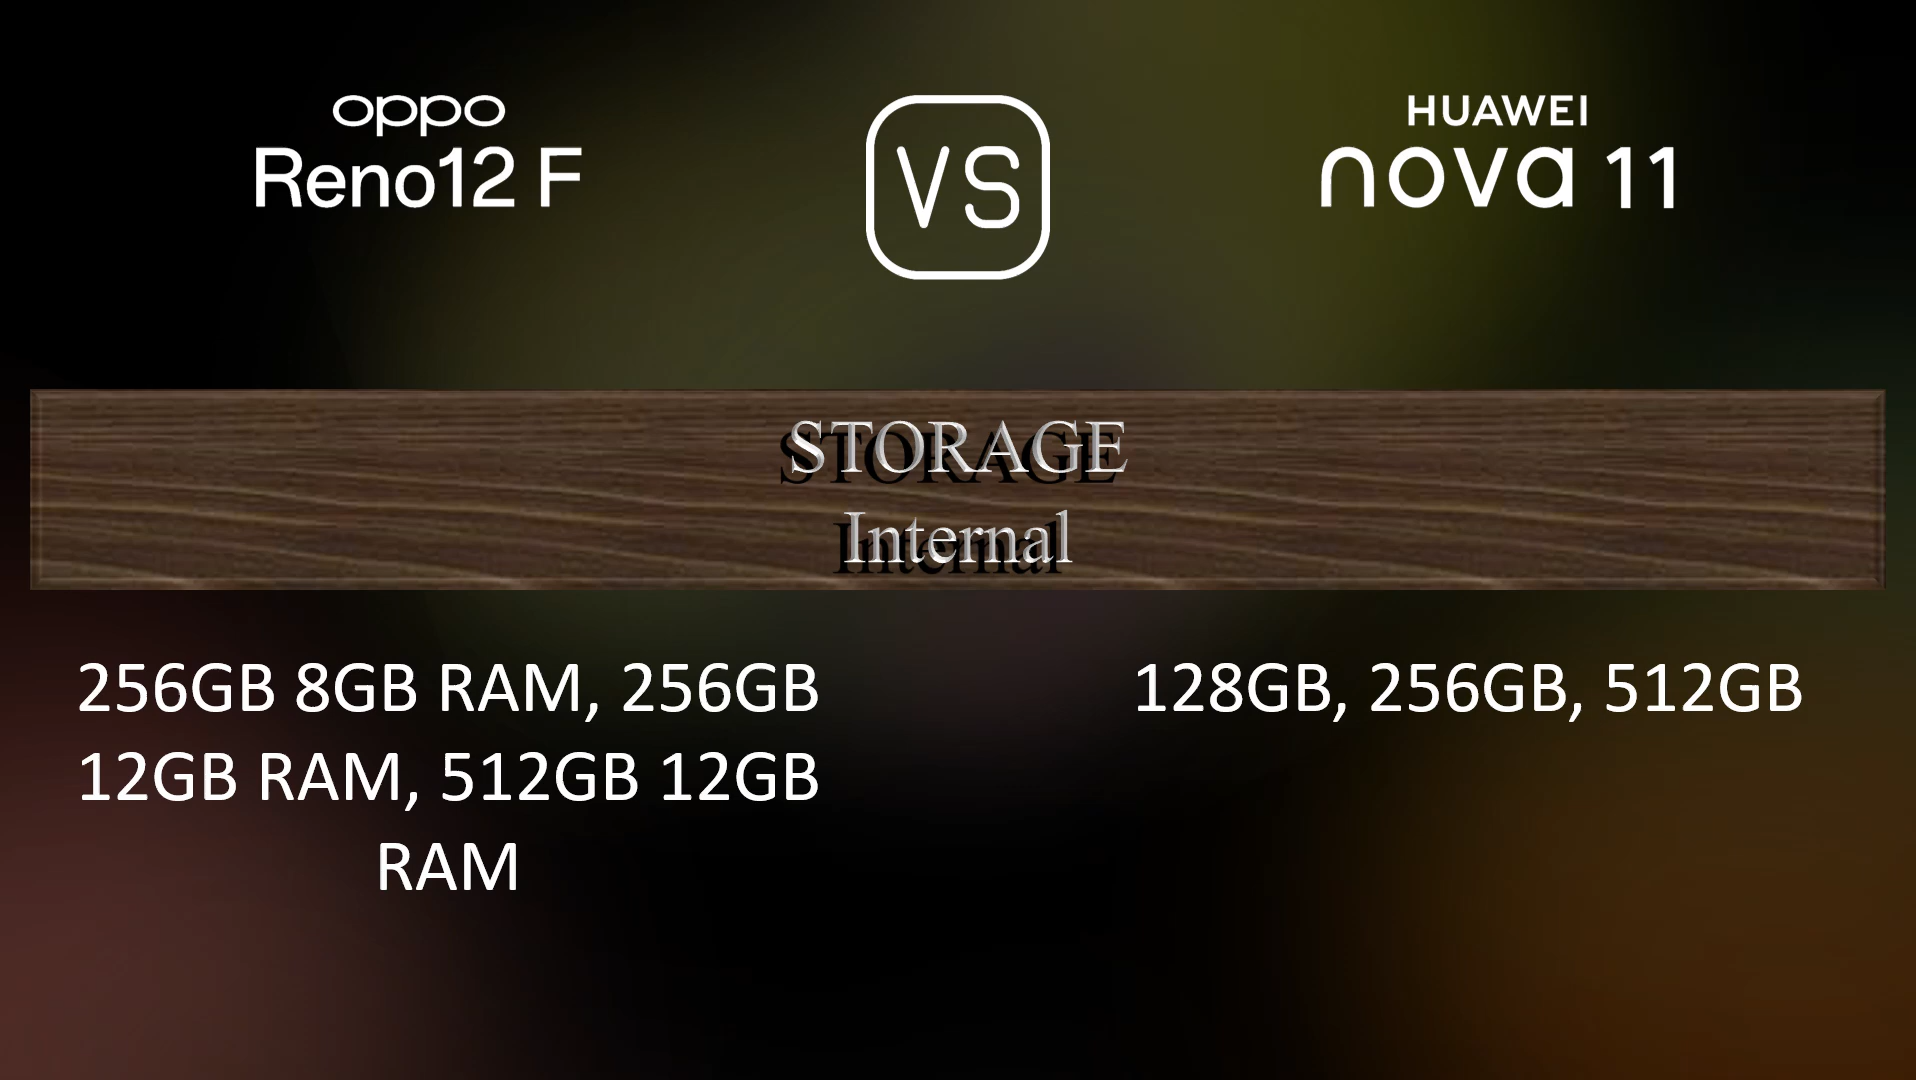 oppo
Reno12 F
VS
HUAWEI
nova 11
STORAGE
Internal
256GB 8GB RAM, 256GB
12GB RAM, 512GB 12GB
RAM
128GB, 256GB, 512GB